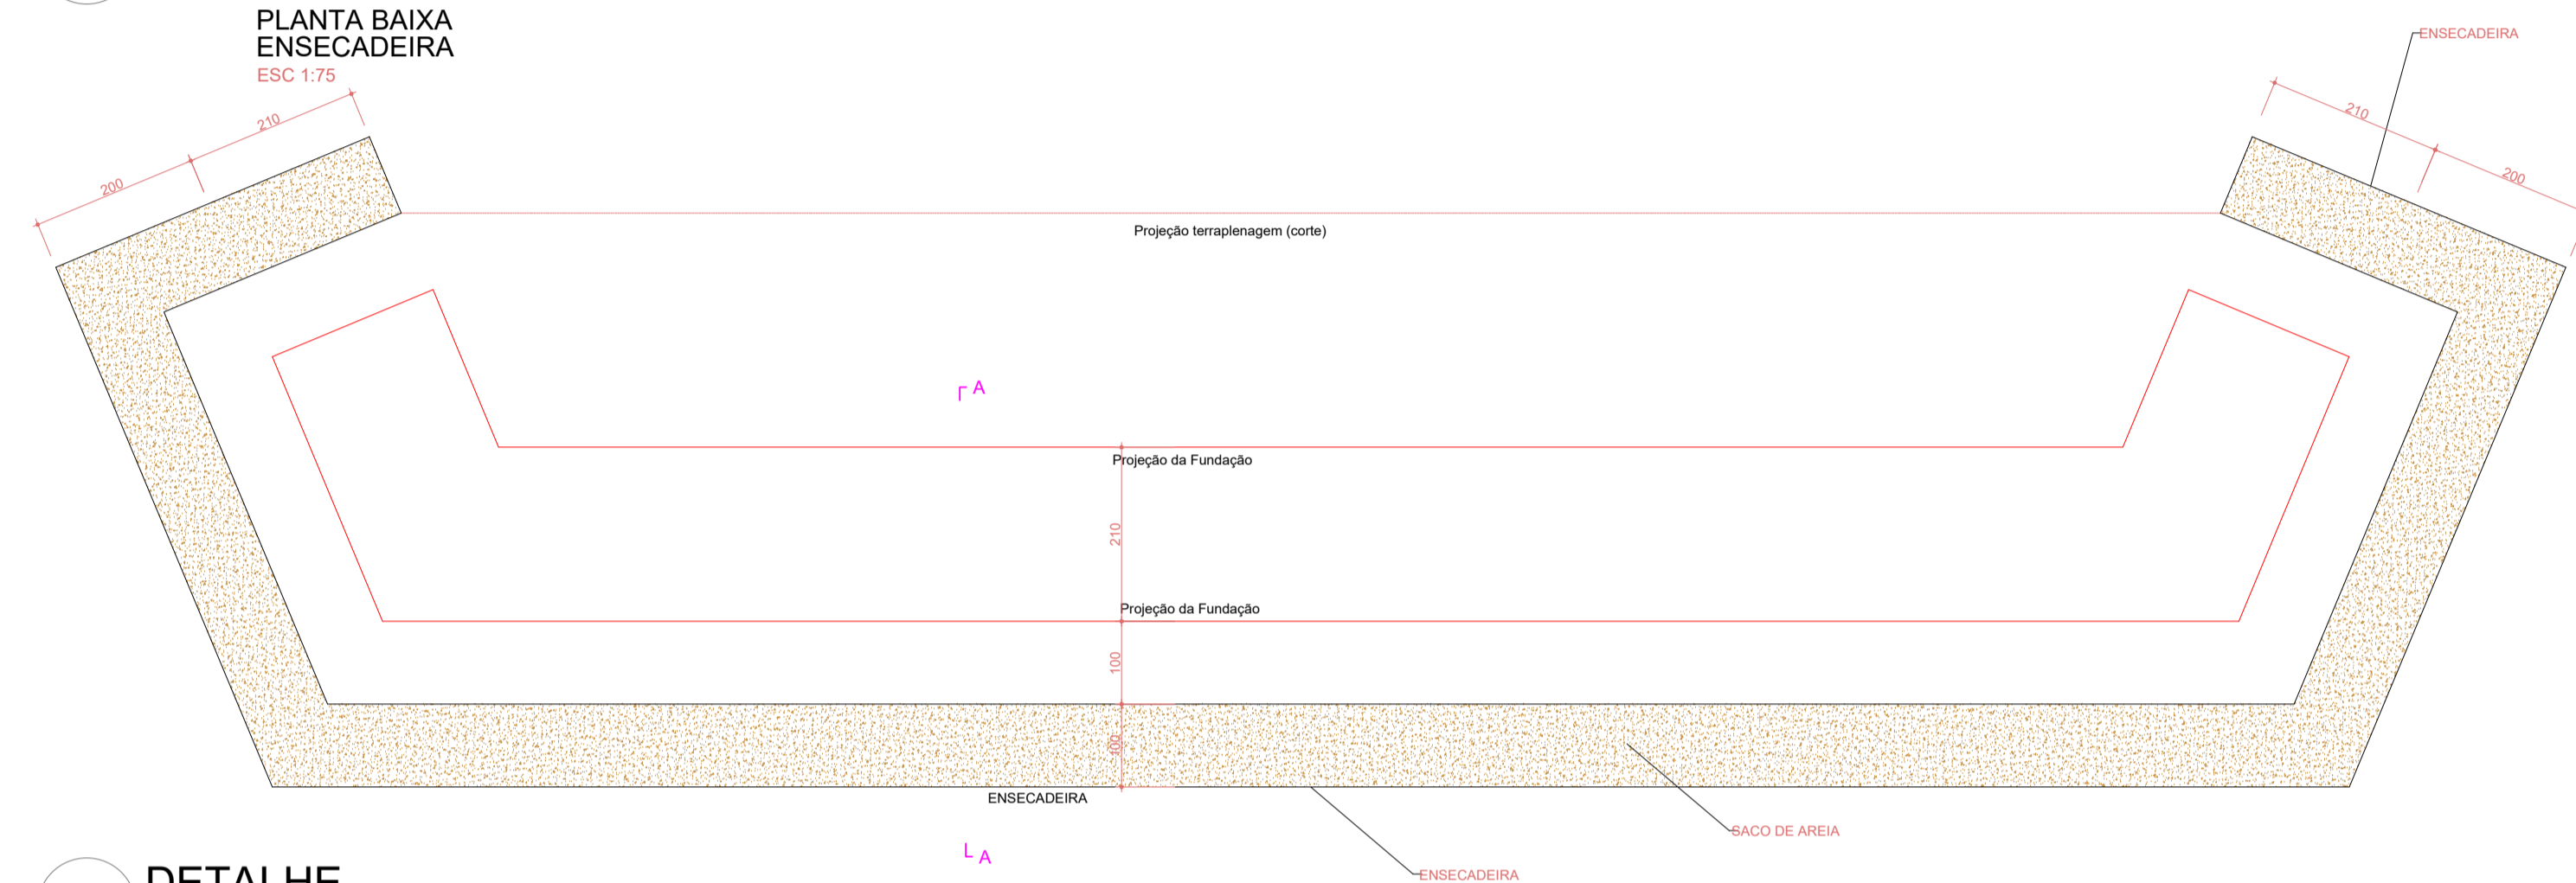 PLANTA BAIXA
ENSECADEIRA
ESC 1:75
ENSECADEIRA
210
200
210
200
Projeção terraplenagem (corte)
A
Projeção da Fundação
210
Projeção da Fundação
100
100
ENSECADEIRA
SACO DE AREIA
A
ENSECADEIRA
DETALHE